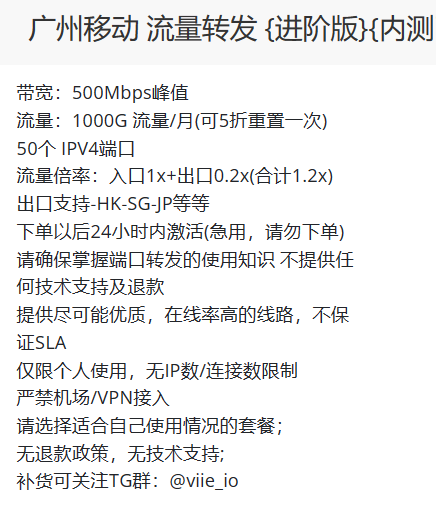 广州移动 流量转发 {进阶版}{内测
带宽：500Mbps峰值
流量：1000G 流量/月(可5折重置一次)
50个 IPV4端口
流量倍率：入口1x+出口0.2x(合计1.2x)
出口支持-HK-SG-JP等等
下单以后24小时内激活(急用，请勿下单)
请确保掌握端口转发的使用知识 不提供任
何技术支持及退款
提供尽可能优质，在线率高的线路，不保
证SLA
仅限个人使用，无IP数/连接数限制
严禁机场/VPN接入
请选择适合自己使用情况的套餐；
无退款政策，无技术支持;
补货可关注TG群：@viie_io